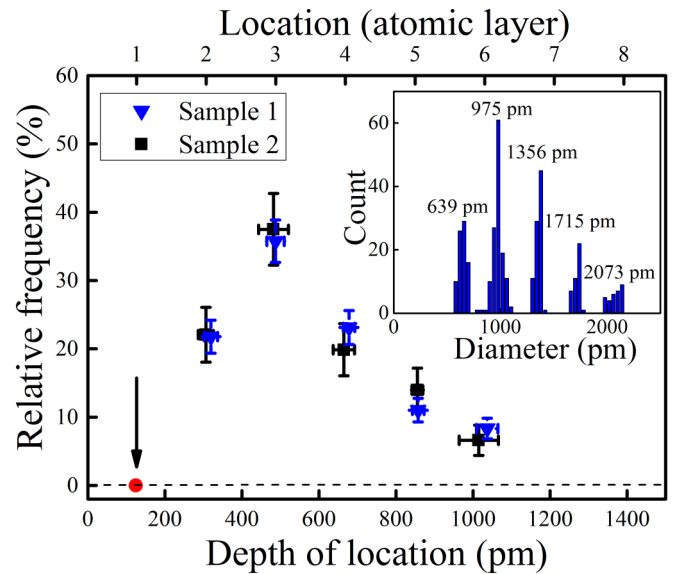 Location (atomic layer)
1 2 3 4 5 6 7 8
60
50
40
30
20
10
0
Relative frequency (%)
Sample 1
Sample 2
60
40
20
0
Count
639 pm
975 pm
1356 pm
1715 pm
2073 pm
0 1000 2000
Diameter (pm)
0 200 400 600 800 1000 1200 1400
Depth of location (pm)